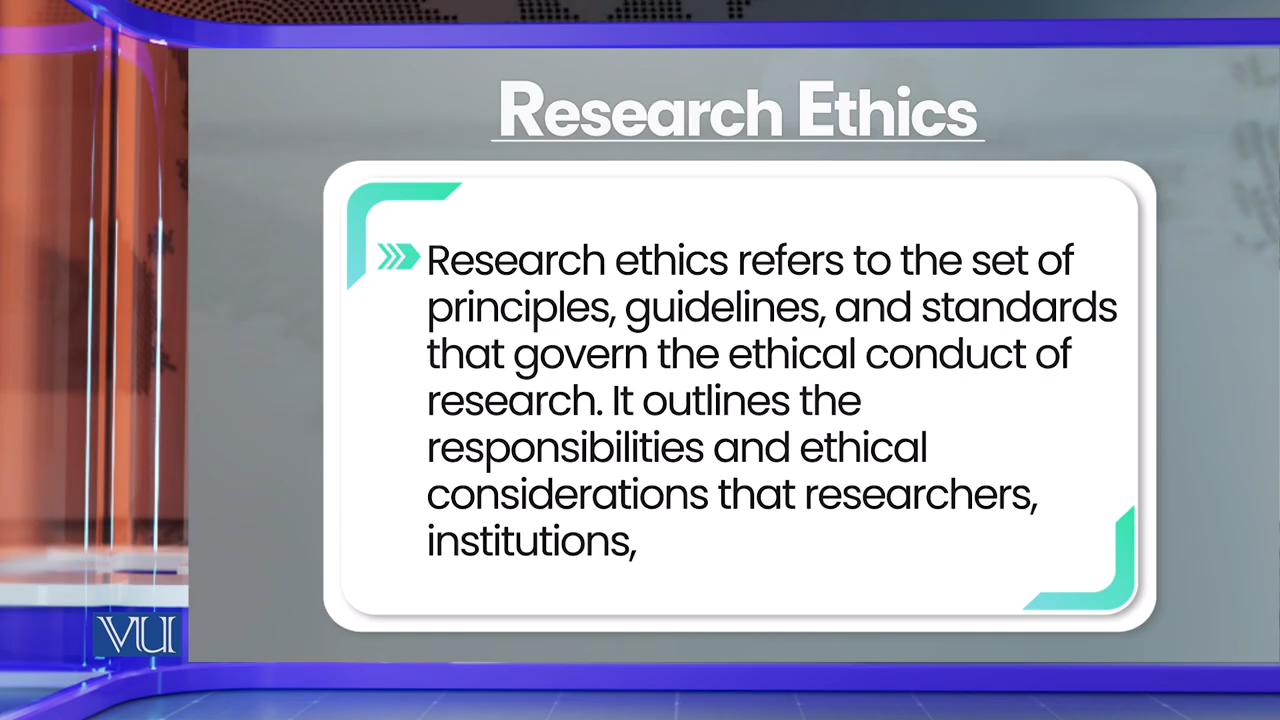 Research Ethics
Research ethics refers to the set of
principles, guidelines, and standards
that govern the ethical conduct of
research. It outlines the
responsibilities and ethical
considerations that researchers,
institutions,
VU